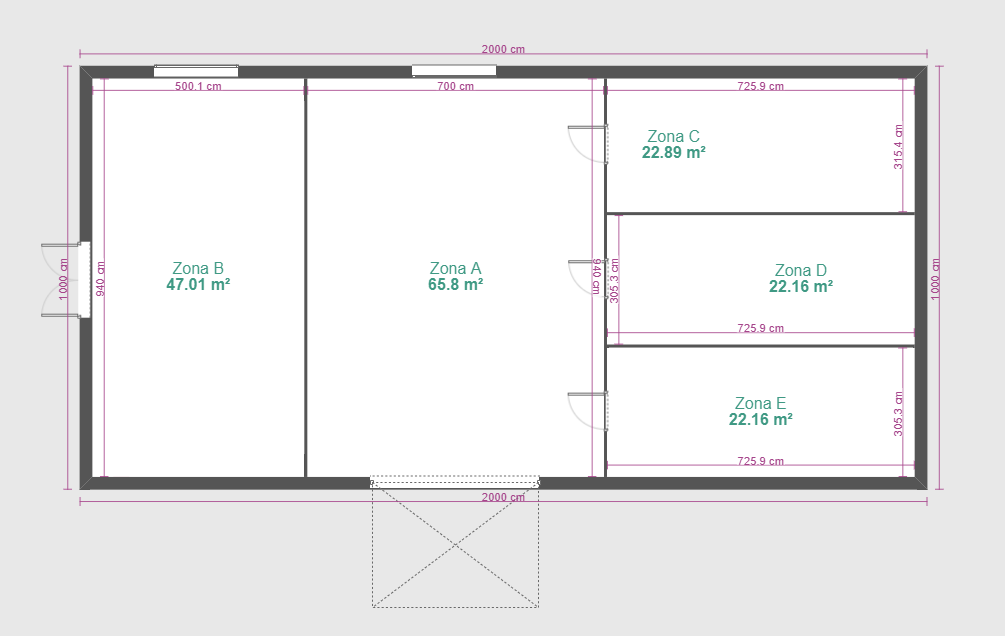 2000 cm
500.1 cm
700 cm
725.9 cm
Zona C
22.89 m²
315.4 cm
1000 cm
940 cm
Zona B
47.01 m²
Zona A
65.8 m²
940 cm
305.3 cm
Zona D
22.16 m²
1000 cm
725.9 cm
Zona E
22.16 m²
305.3 cm
725.9 cm
2000 cm